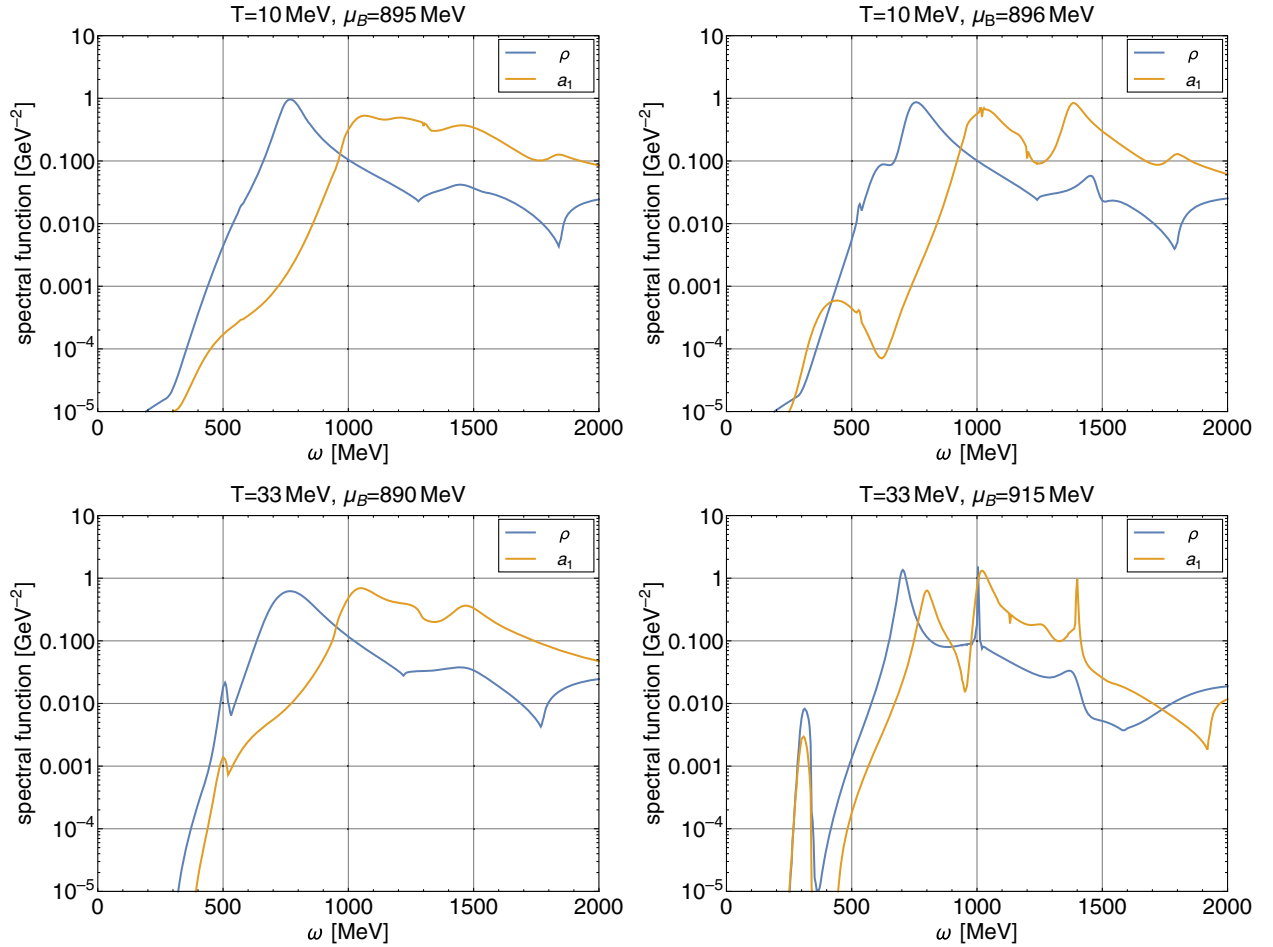 T=10 MeV, μB=895 MeV
spectral function [GeV−2]
10
1
0.100
0.010
0.001
10−4
10−5
0
500
1000
1500
2000
ω [MeV]
ρ
a1
T=10 MeV, μB=896 MeV
spectral function [GeV−2]
10
1
0.100
0.010
0.001
10−4
10−5
0
500
1000
1500
2000
ω [MeV]
ρ
a1
T=33 MeV, μB=890 MeV
spectral function [GeV−2]
10
1
0.100
0.010
0.001
10−4
10−5
0
500
1000
1500
2000
ω [MeV]
ρ
a1
T=33 MeV, μB=915 MeV
spectral function [GeV−2]
10
1
0.100
0.010
0.001
10−4
10−5
0
500
1000
1500
2000
ω [MeV]
ρ
a1